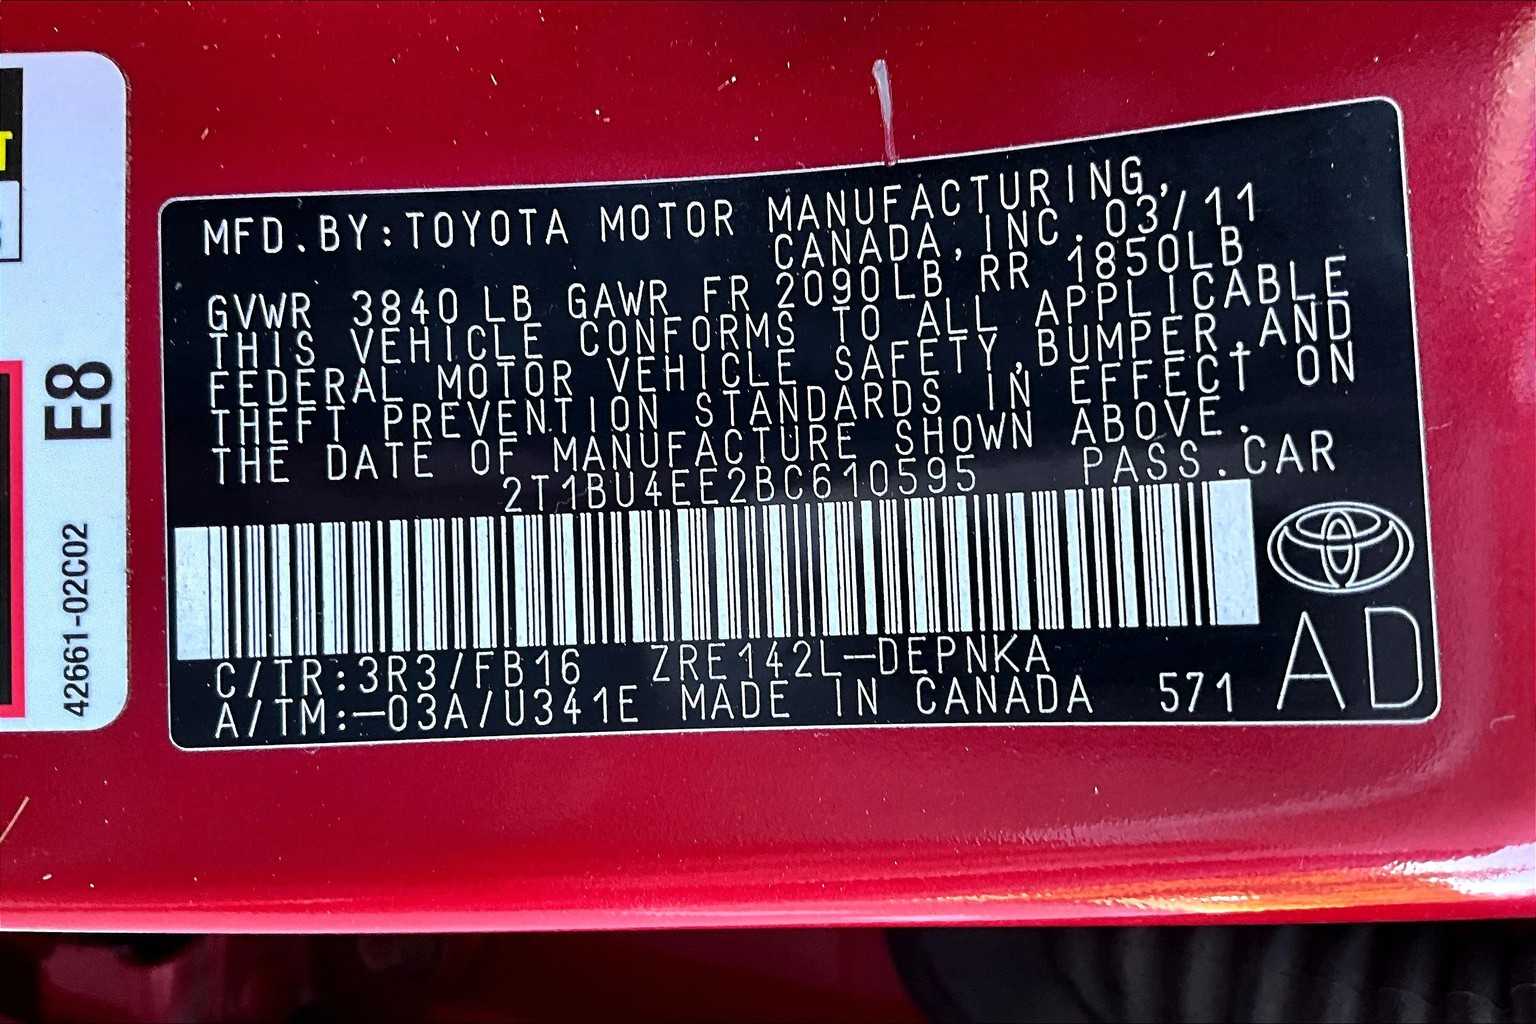 MFD.BY:TOYOTA MOTOR MANUFACTURING,
CANADA,INC.03/11
GVWR 3840 LB GAWR FR 2090LB RR 1850LB
THIS VEHICLE CONFORMS TO ALL APPLICABLE
FEDERAL MOTOR VEHICLE SAFETY,BUMPER,AND
THEFT PREVENTION STANDARDS IN EFFECT ON
THE DATE OF MANUFACTURE SHOWN ABOVE.
2T1BU4EE2BC610595 PASS.CAR
C/TR:3R3/FB16 ZRE142L-DEPNKA
A/TM:-03A/U341E MADE IN CANADA 571
AD
E8
42661-02C02